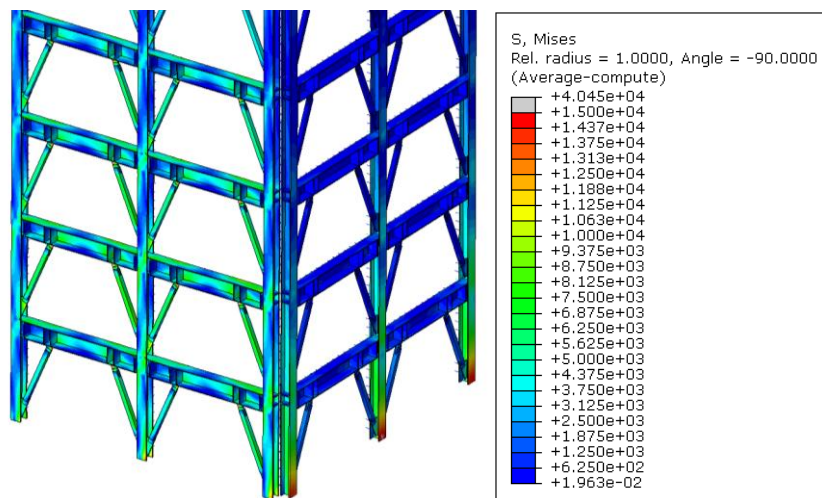 S, Mises
Rel. radius = 1.0000, Angle = -90.0000
(Average-compute)
+4.045e+04
+1.500e+04
+1.437e+04
+1.375e+04
+1.313e+04
+1.250e+04
+1.188e+04
+1.125e+04
+1.063e+04
+1.000e+04
+9.375e+03
+8.750e+03
+8.125e+03
+7.500e+03
+6.875e+03
+6.250e+03
+5.625e+03
+5.000e+03
+4.375e+03
+3.750e+03
+3.125e+03
+2.500e+03
+1.875e+03
+1.250e+03
+6.250e+02
+1.963e-02